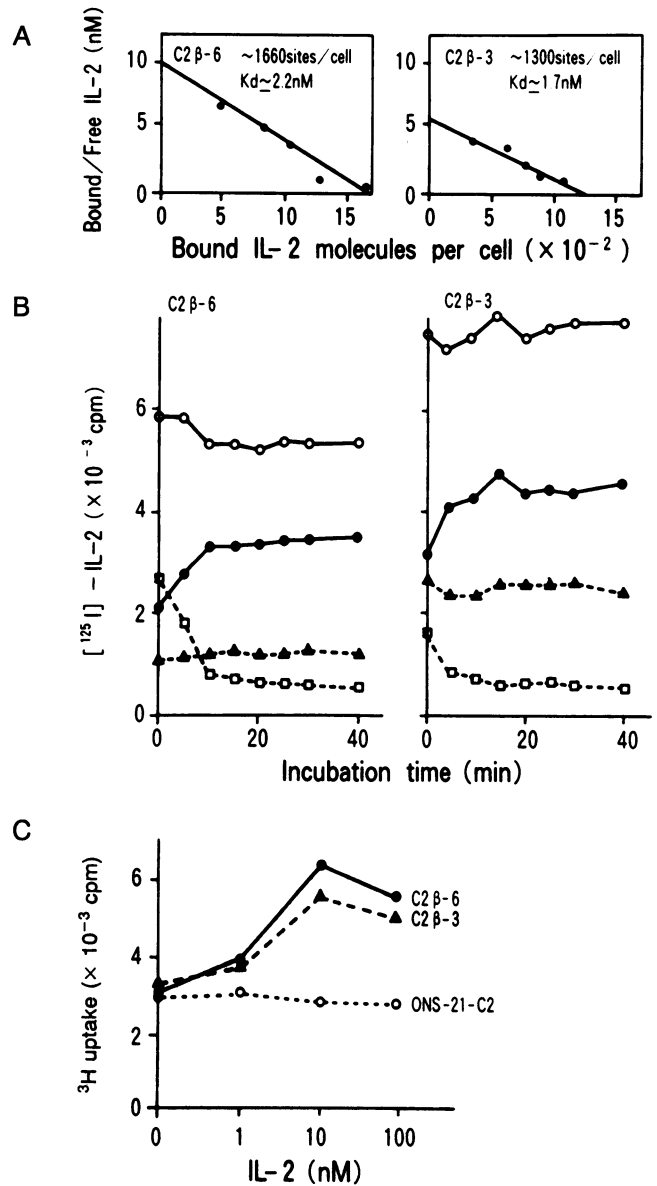 A
Bound/Free IL-2 (nM)
10
5
0
C2β-6 ~1660sites/cell
Kd≃2.2nM
0 5 10 15
10
5
0
C2β-3 ~1300sites/cell
Kd≃1.7nM
0 5 10 15
Bound IL-2 molecules per cell (×10⁻²)
B
C2β-6
C2β-3
[¹²⁵I]-IL-2 (×10⁻³ cpm)
6
4
2
0
0 20 40
0 20 40
Incubation time (min)
C
³H uptake (×10⁻³ cpm)
6
4
2
0
C2β-6
C2β-3
ONS-21-C2
0 1 10 100
IL-2 (nM)